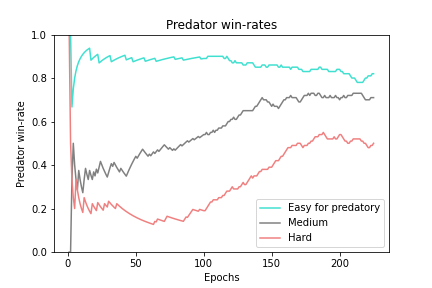 Predator win-rates
Predator win-rate
1.0
0.8
0.6
0.4
0.2
0.0
0
50
100
150
200
Epochs
Easy for predatory
Medium
Hard